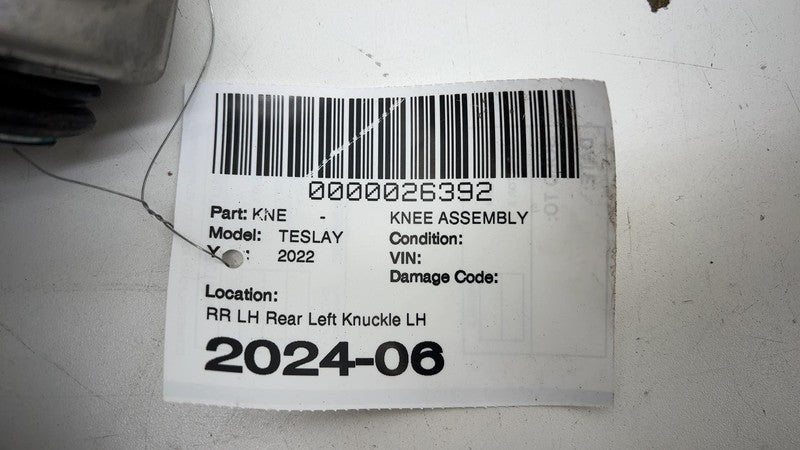 0000026392
Part: KNE - KNEE ASSEMBLY
Model: TESLAY Condition:
2022 VIN:
Damage Code:
Location:
RR LH Rear Left Knuckle LH
2024-06